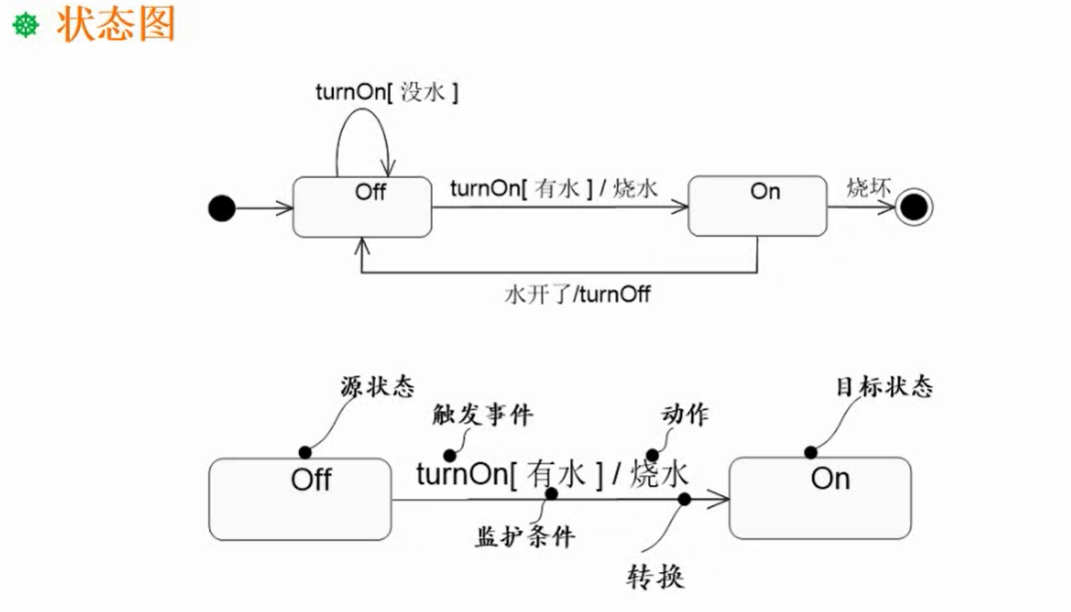 状态图
turnOn[ 没水 ]
Off
turnOn[ 有水 ] / 烧水
On
烧坏
水开了/turnOff
源状态
目标状态
触发事件
动作
Off
turnOn[ 有水 ] / 烧水
On
监护条件
转换